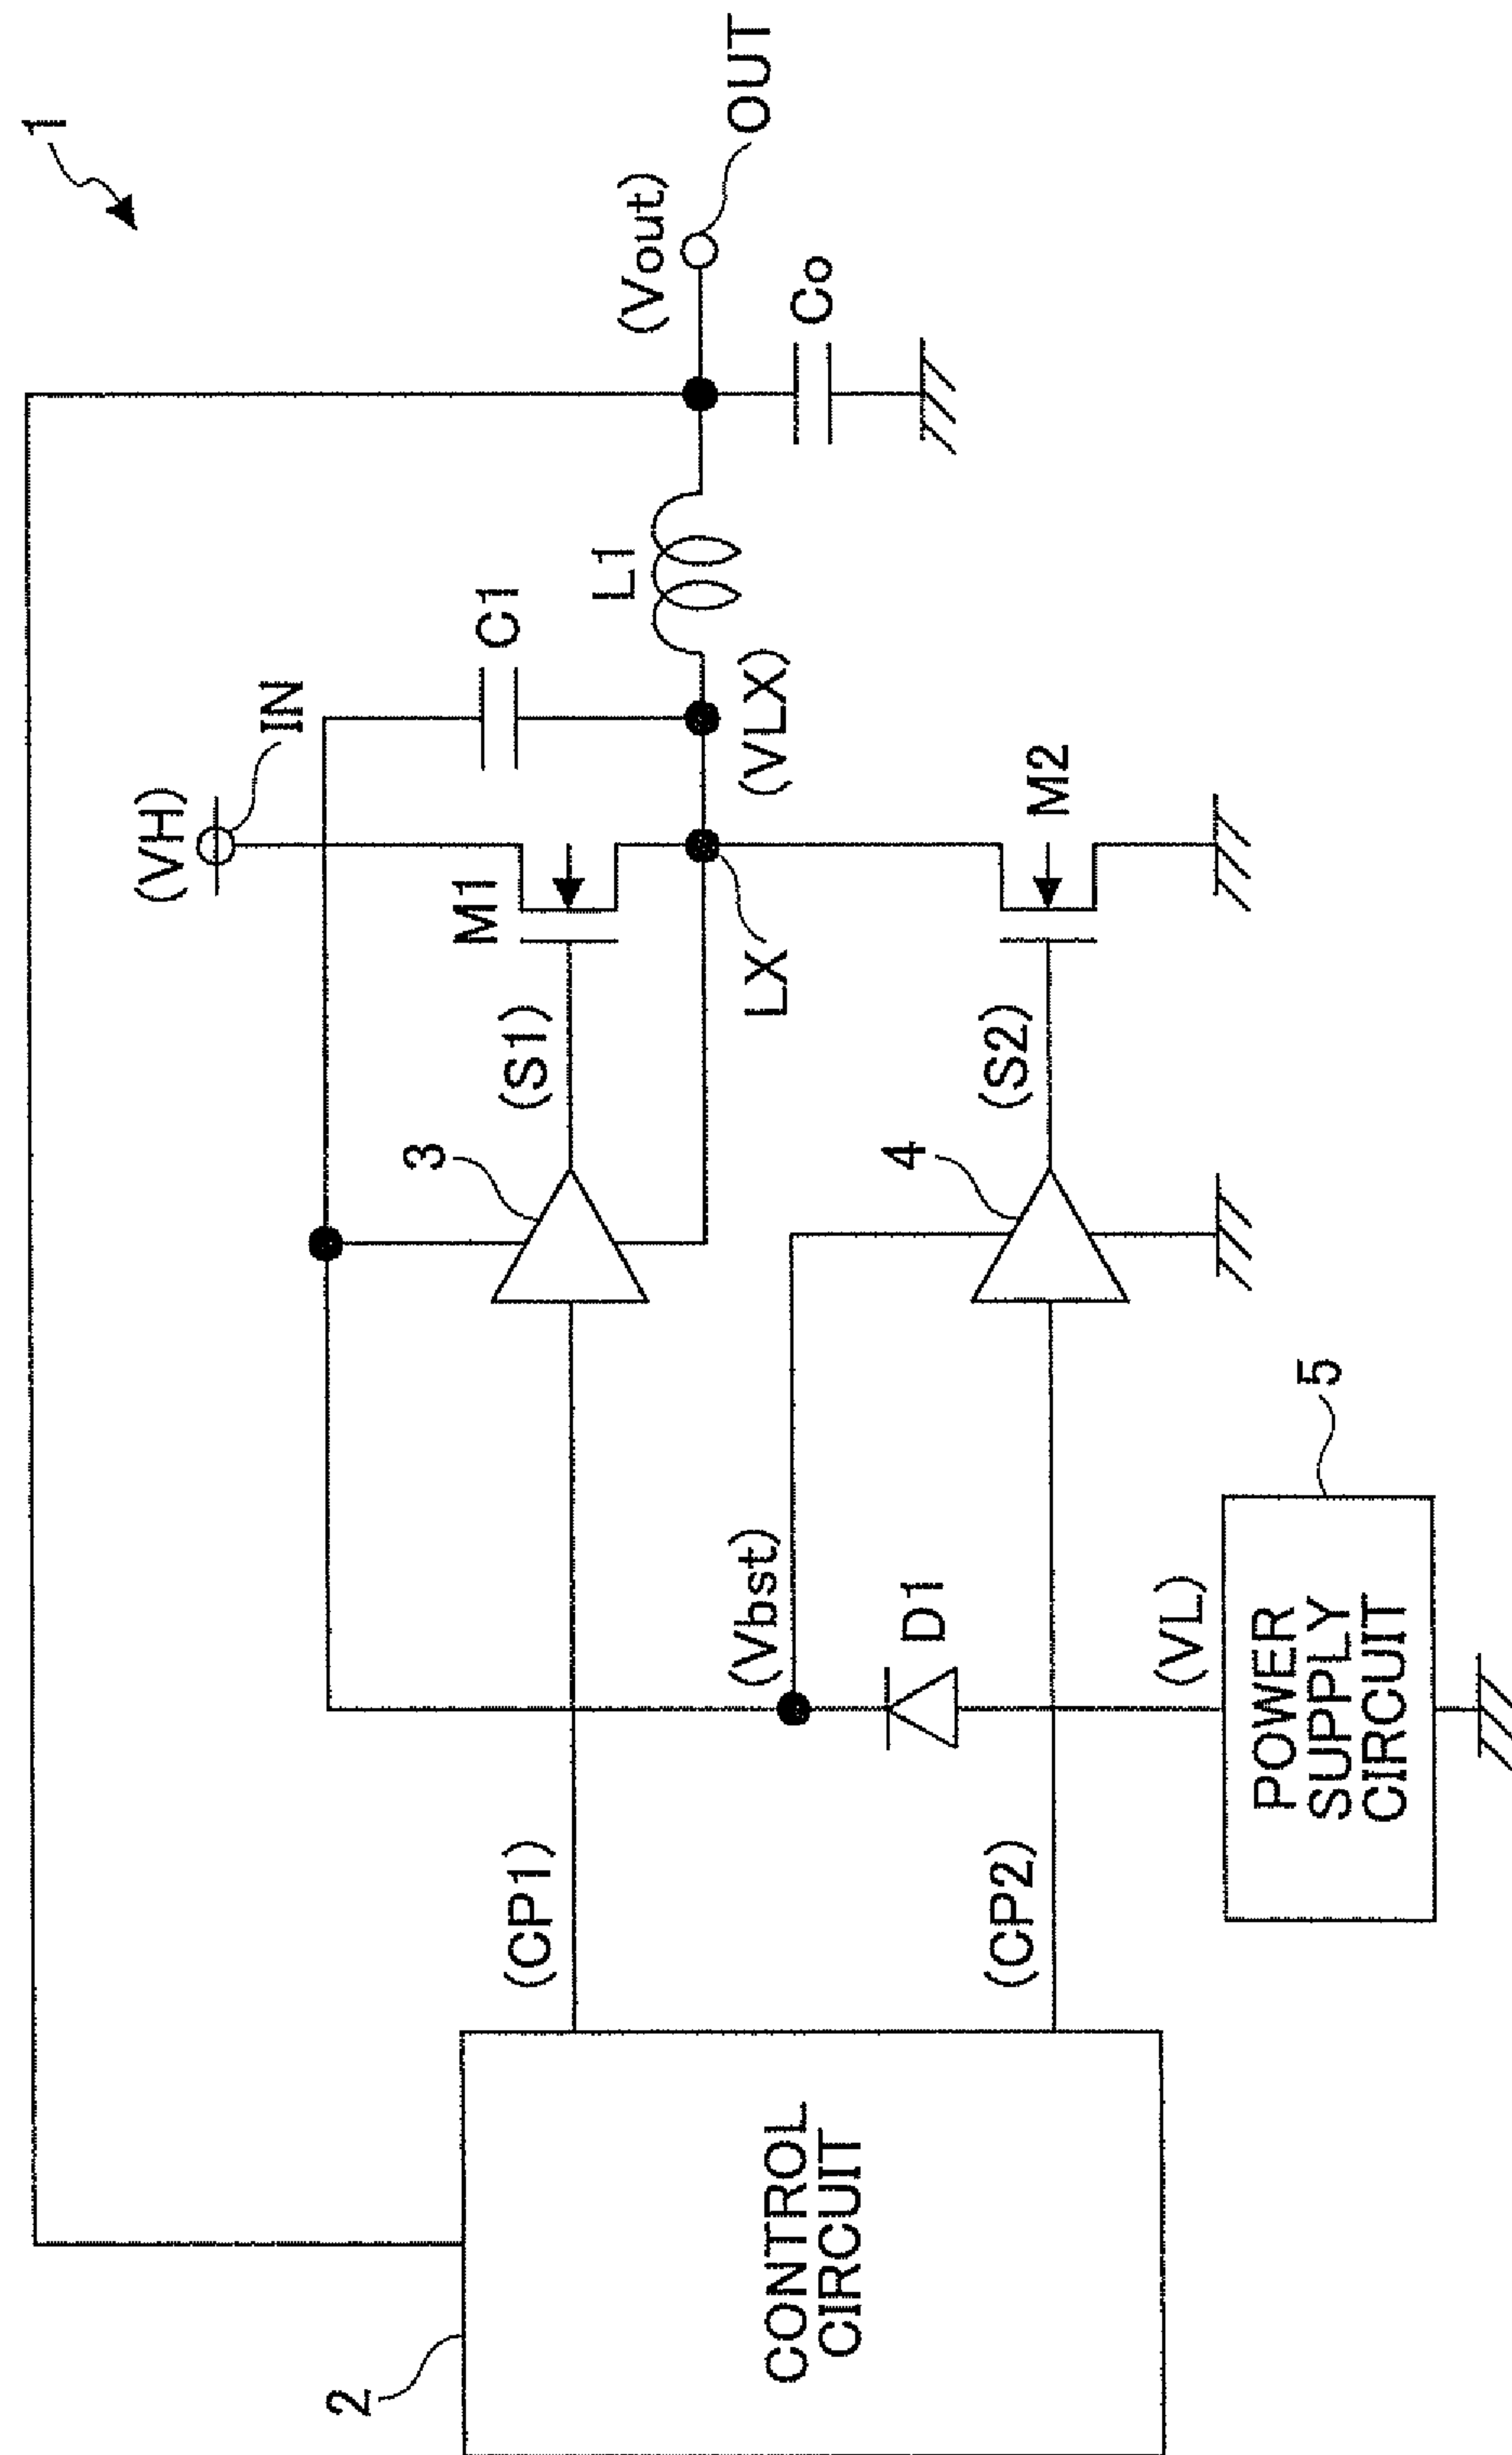 1
(VH)
IN
C1
L1
(Vout)
OUT
Co
(VLX)
LX
M1
(S1)
3
M2
(S2)
4
(CP1)
(Vbst)
D1
(CP2)
(VL)
5
POWER
SUPPLY
CIRCUIT
2
CONTROL
CIRCUIT